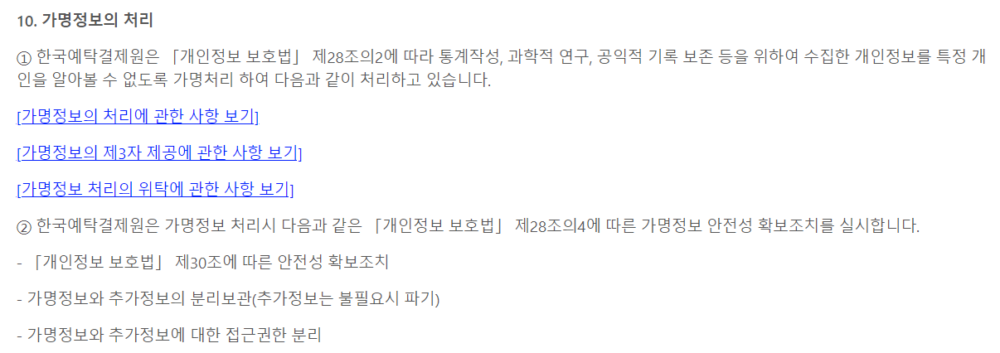 10. 가명정보의 처리
① 한국예탁결제원은 「개인정보 보호법」 제28조의2에 따라 통계작성, 과학적 연구, 공익적 기록 보존 등을 위하여 수집한 개인정보를 특정 개
인을 알아볼 수 없도록 가명처리 하여 다음과 같이 처리하고 있습니다.
[가명정보의 처리에 관한 사항 보기]
[가명정보의 제3자 제공에 관한 사항 보기]
[가명정보 처리의 위탁에 관한 사항 보기]
② 한국예탁결제원은 가명정보 처리시 다음과 같은 「개인정보 보호법」 제28조의4에 따른 가명정보 안전성 확보조치를 실시합니다.
- 「개인정보 보호법」 제30조에 따른 안전성 확보조치
- 가명정보와 추가정보의 분리보관(추가정보는 불필요시 파기)
- 가명정보와 추가정보에 대한 접근권한 분리